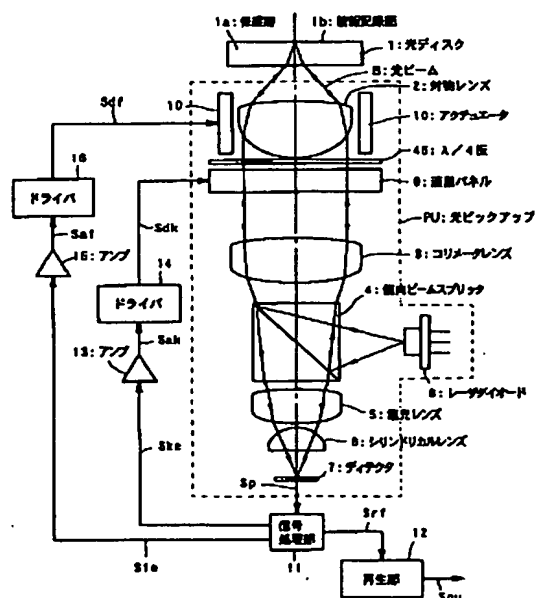 1a:保護層
1b:情報記録面
1:光ディスク
B:光ビーム
2:対物レンズ
10
10:アクチュエータ
Sdf
45:λ/4板
16
ドライバ
9:液晶パネル
Sdk
PU:光ピックアップ
Saf
15:アンプ
14
ドライバ
3:コリメータレンズ
4:偏向ビームスプリッタ
Sak
13:アンプ
5:集光レンズ
8:レーザダイオード
6:シリンドリカルレンズ
7:ディテクタ
Sp
信号
処理部
11
Srf
12
再生部